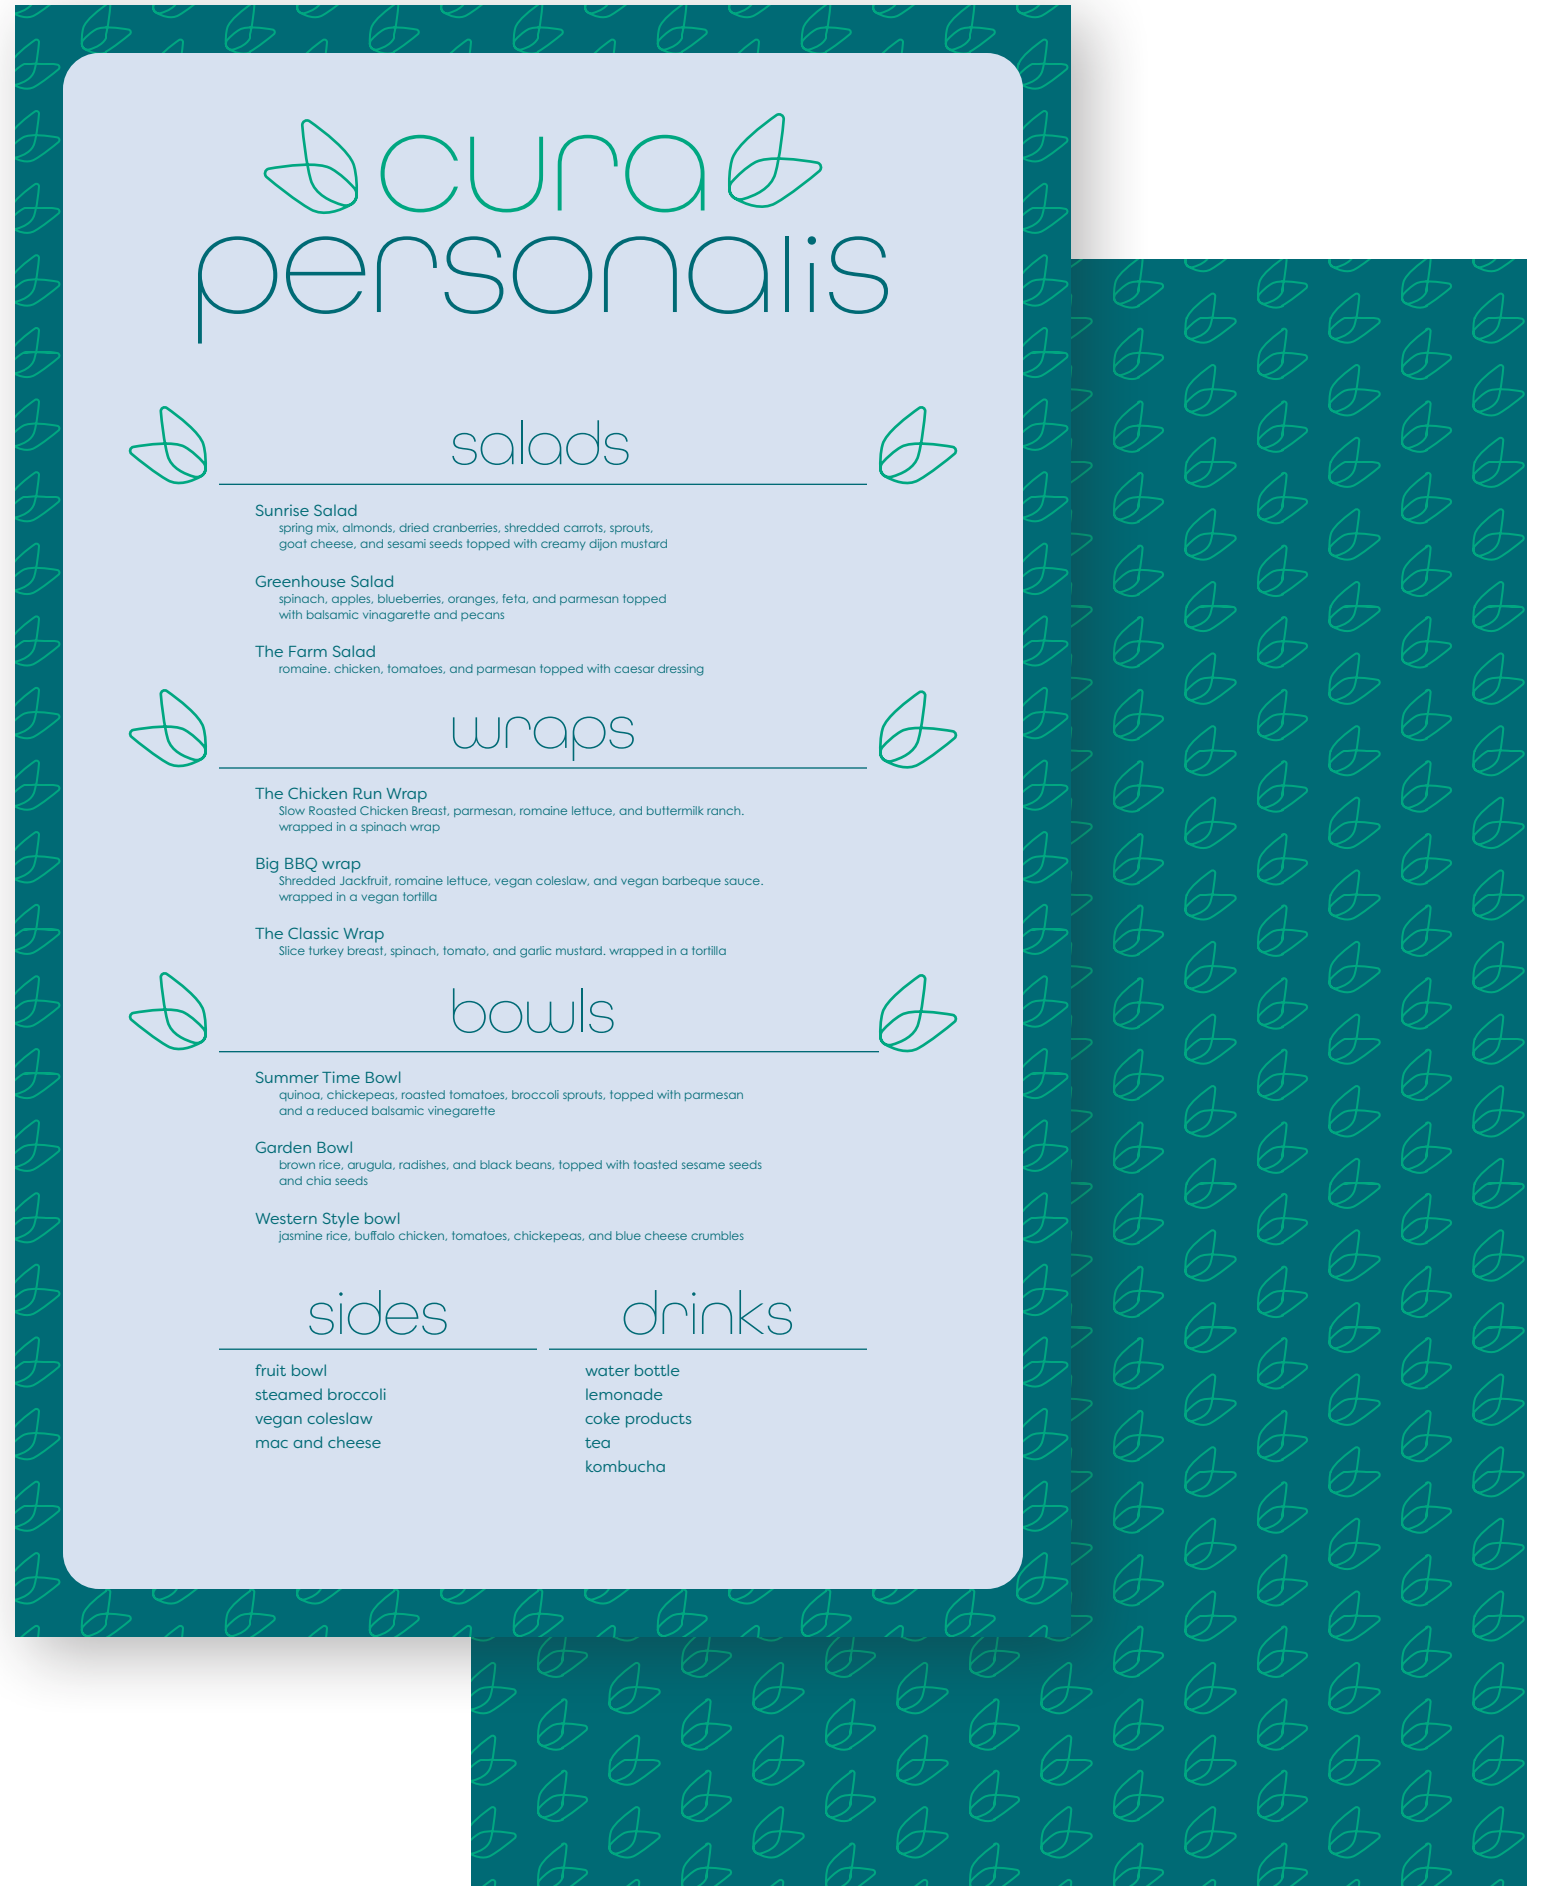 cura
personalis
salads
Sunrise Salad
spring mix, almonds, dried cranberries, shredded carrots, sprouts,
goat cheese, and sesami seeds topped with creamy dijon mustard
Greenhouse Salad
spinach, apples, blueberries, oranges, feta, and parmesan topped
with balsamic vinagarette and pecans
The Farm Salad
romaine. chicken, tomatoes, and parmesan topped with caesar dressing
wraps
The Chicken Run Wrap
Slow Roasted Chicken Breast, parmesan, romaine lettuce, and buttermilk ranch.
wrapped in a spinach wrap
Big BBQ wrap
Shredded Jackfruit, romaine lettuce, vegan coleslaw, and vegan barbeque sauce.
wrapped in a vegan tortilla
The Classic Wrap
Slice turkey breast, spinach, tomato, and garlic mustard. wrapped in a tortilla
bowls
Summer Time Bowl
quinoa, chickepeas, roasted tomatoes, broccoli sprouts, topped with parmesan
and a reduced balsamic vinegarette
Garden Bowl
brown rice, arugula, radishes, and black beans, topped with toasted sesame seeds
and chia seeds
Western Style bowl
jasmine rice, buffalo chicken, tomatoes, chickepeas, and blue cheese crumbles
sides
fruit bowl
steamed broccoli
vegan coleslaw
mac and cheese
drinks
water bottle
lemonade
coke products
tea
kombucha